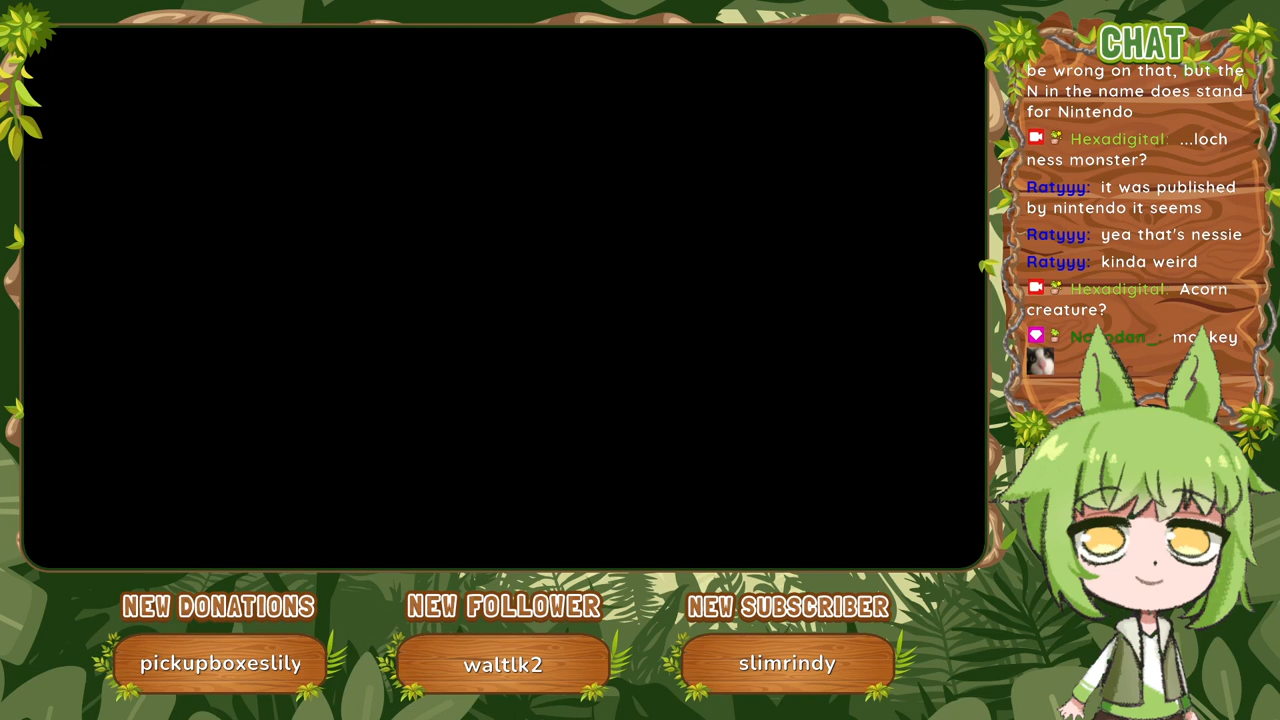 CHAT
be wrong on that, but the
N in the name does stand
for Nintendo
Hexadigital: ...loch
ness monster?
Ratyyy: it was published
by nintendo it seems
Ratyyy: yea that's nessie
Ratyyy: kinda weird
Hexadigital: Acorn
creature?
NEW DONATIONS
pickupboxeslily
NEW FOLLOWER
waltlk2
NEW SUBSCRIBER
slimrindy